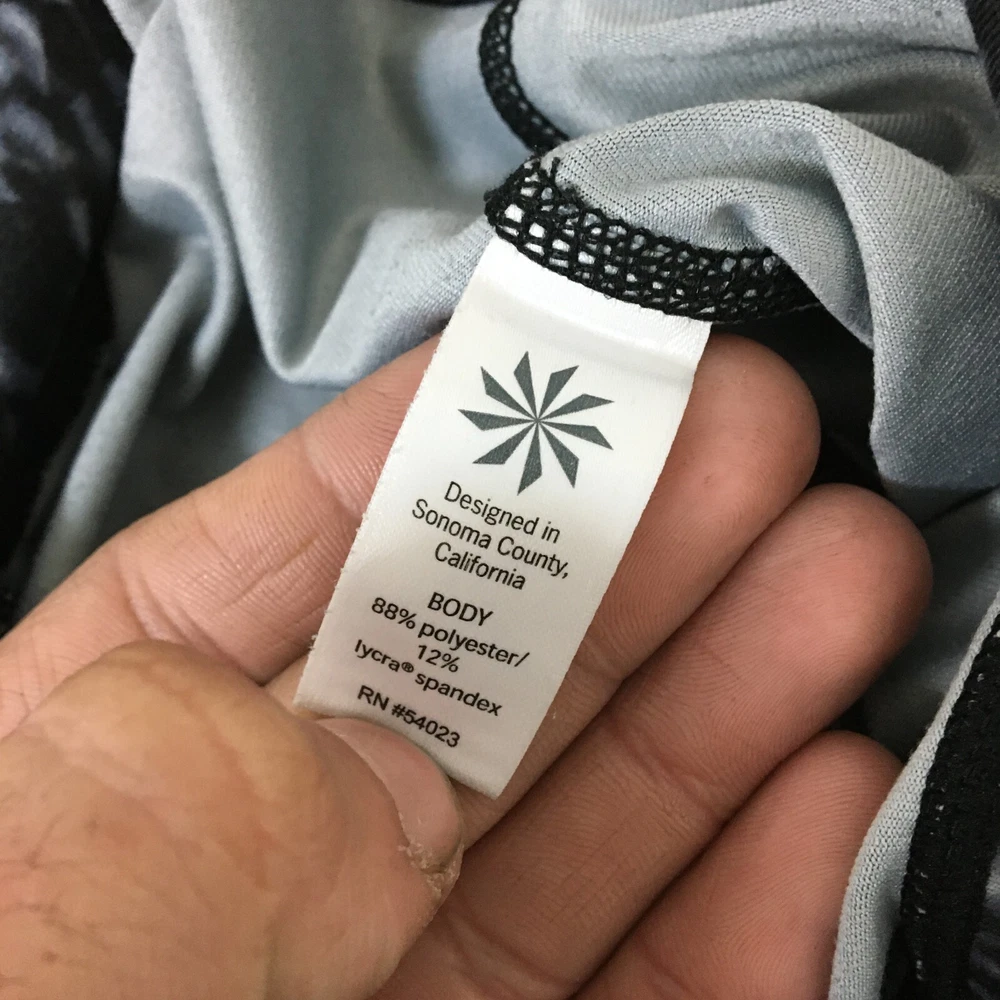 Designed in
Sonoma County,
California
BODY
88% polyester/
12%
lycra® spandex
RN #54023